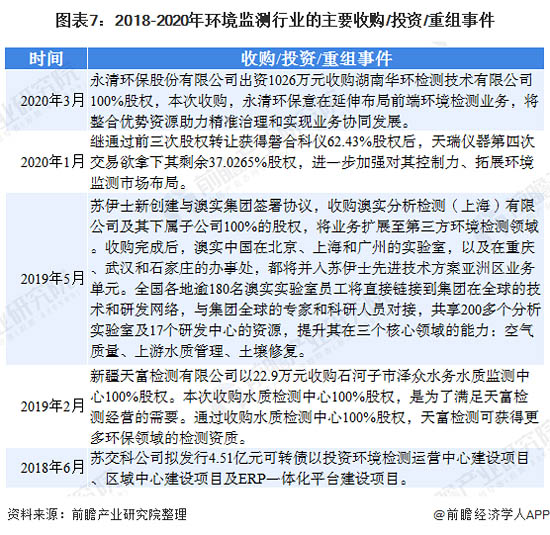 图表7：2018-2020年环境监测行业的主要收购/投资/重组事件
时间 收购/投资/重组事件
永清环保股份有限公司出资1026万元收购湖南华环检测技术有限公司
2020年3月 100%股权，本次收购，永清环保意在延伸布局前端环境检测业务，将
整合优势资源助力精准治理和实现业务协同发展。
继通过前三次股权转让获得磐合科仪62.43%股权后，天瑞仪器第四次
2020年1月 交易欲拿下其剩余37.0265%股权，进一步加强对其控制力、拓展环境
监测市场布局。
苏伊士新创建与澳实集团签署协议，收购澳实分析检测（上海）有限
公司及其下属子公司100%的股权，将业务扩展至第三方环境检测领域
。收购完成后，澳实中国在北京、上海和广州的实验室，以及在重庆
、武汉和石家庄的办事处，都将并入苏伊士先进技术方案亚洲区业务
2019年5月 单元。全国各地逾180名澳实实验室员工将直接链接到集团在全球的技
术和研发网络，与集团全球的专家和科研人员对接，共享200多个分析
实验室及17个研发中心的资源，提升其在三个核心领域的能力：空气
质量、上游水质管理、土壤修复。
新疆天富检测有限公司以22.9万元收购石河子市泽众水务水质监测中
2019年2月 心100%股权。本次收购水质检测中心100%股权，是为了满足天富检测
经营的需要。通过收购水质检测中心100%股权，天富检测可获得更
多环保领域的检测资质。
2018年6月 苏交科公司拟发行4.51亿元可转债以投资环境检测运营中心建设项目
、区域中心建设项目及ERP一体化平台建设项目。
资料来源：前瞻产业研究院整理 @前瞻经济学人APP